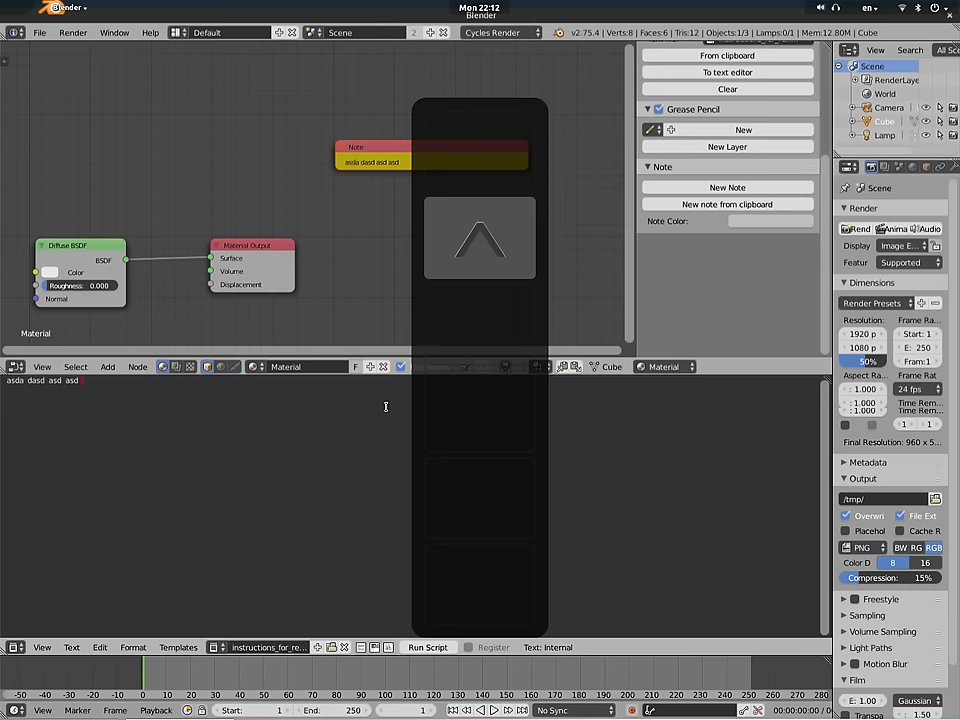 Blender
Mon 22:12
en
Blender
File Render Window Help
Default
Scene
2
Cycles Render
v2.75.4 | Verts:8 | Faces:6 | Tris:12 | Objects:1/3 | Lamps:0/1 | Mem:12.80M | Cube
View Search All Sce
From clipboard
To text editor
Clear
Grease Pencil
New
New Layer
Note
New Note
New note from clipboard
Note Color:
Note
asda dasd asd asd
Diffuse BSDF
BSDF
Color
Roughness: 0.000
Normal
Material Output
Surface
Volume
Displacement
Material
View Select Add Node
Material
F
Cube
Material
asda dasd asd asd
View Text Edit Format Templates
instructions_for_re...
Run Script
Register
Text: Internal
-50 -40 -30 -20 -10 0 10 20 30 40 50 60 70 80 90 100 110 120 130 140 150 160 170 180 190 200 210 220 230 240 250 260 270 280
View Marker Frame Playback
Start: 1
End: 250
1
No Sync
00:00:00:00 / 0
Scene
RenderLaye
World
Camera
Cube
Lamp
Scene
Render
Rend
Anima
Audio
Display
Image E...
Featur
Supported
Dimensions
Render Presets
Resolution: Frame Ra...
1920 p Start: 1
1080 p E: 250
50% Fram:1
Aspect Ra... Frame Rat
: 1.000 24 fps
: 1.000 Time Rem...
: 1.000 Time Rem...
1 1
Final Resolution: 960 x 5...
Metadata
Output
/tmp/
Overwri File Ext
Placehol Cache R
PNG BW RG RGB
Color D 8 16
Compression: 15%
Freestyle
Sampling
Volume Sampling
Light Paths
Motion Blur
Film
E: 1.00 Gaussian
Transpa 1.50